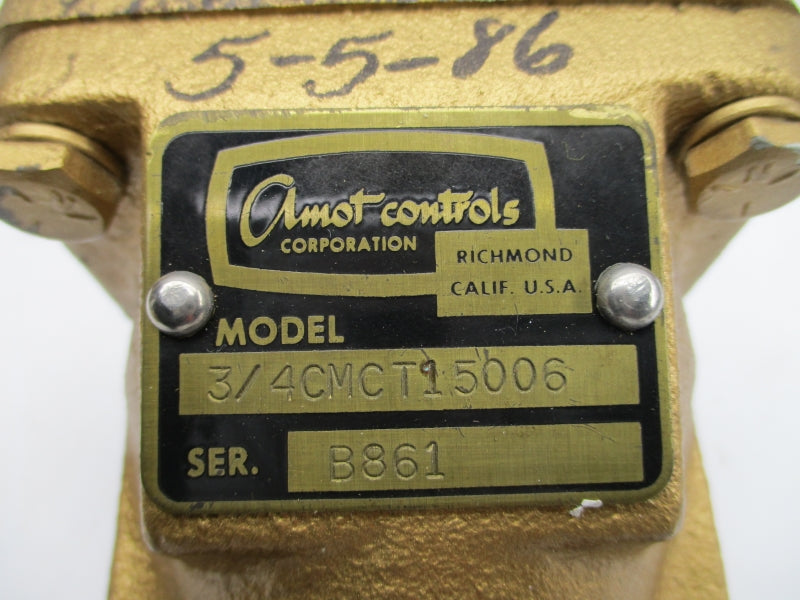 5-5-86
Amot controls
CORPORATION
RICHMOND
CALIF. U.S.A.
MODEL
3/4CMCT15006
SER. B861